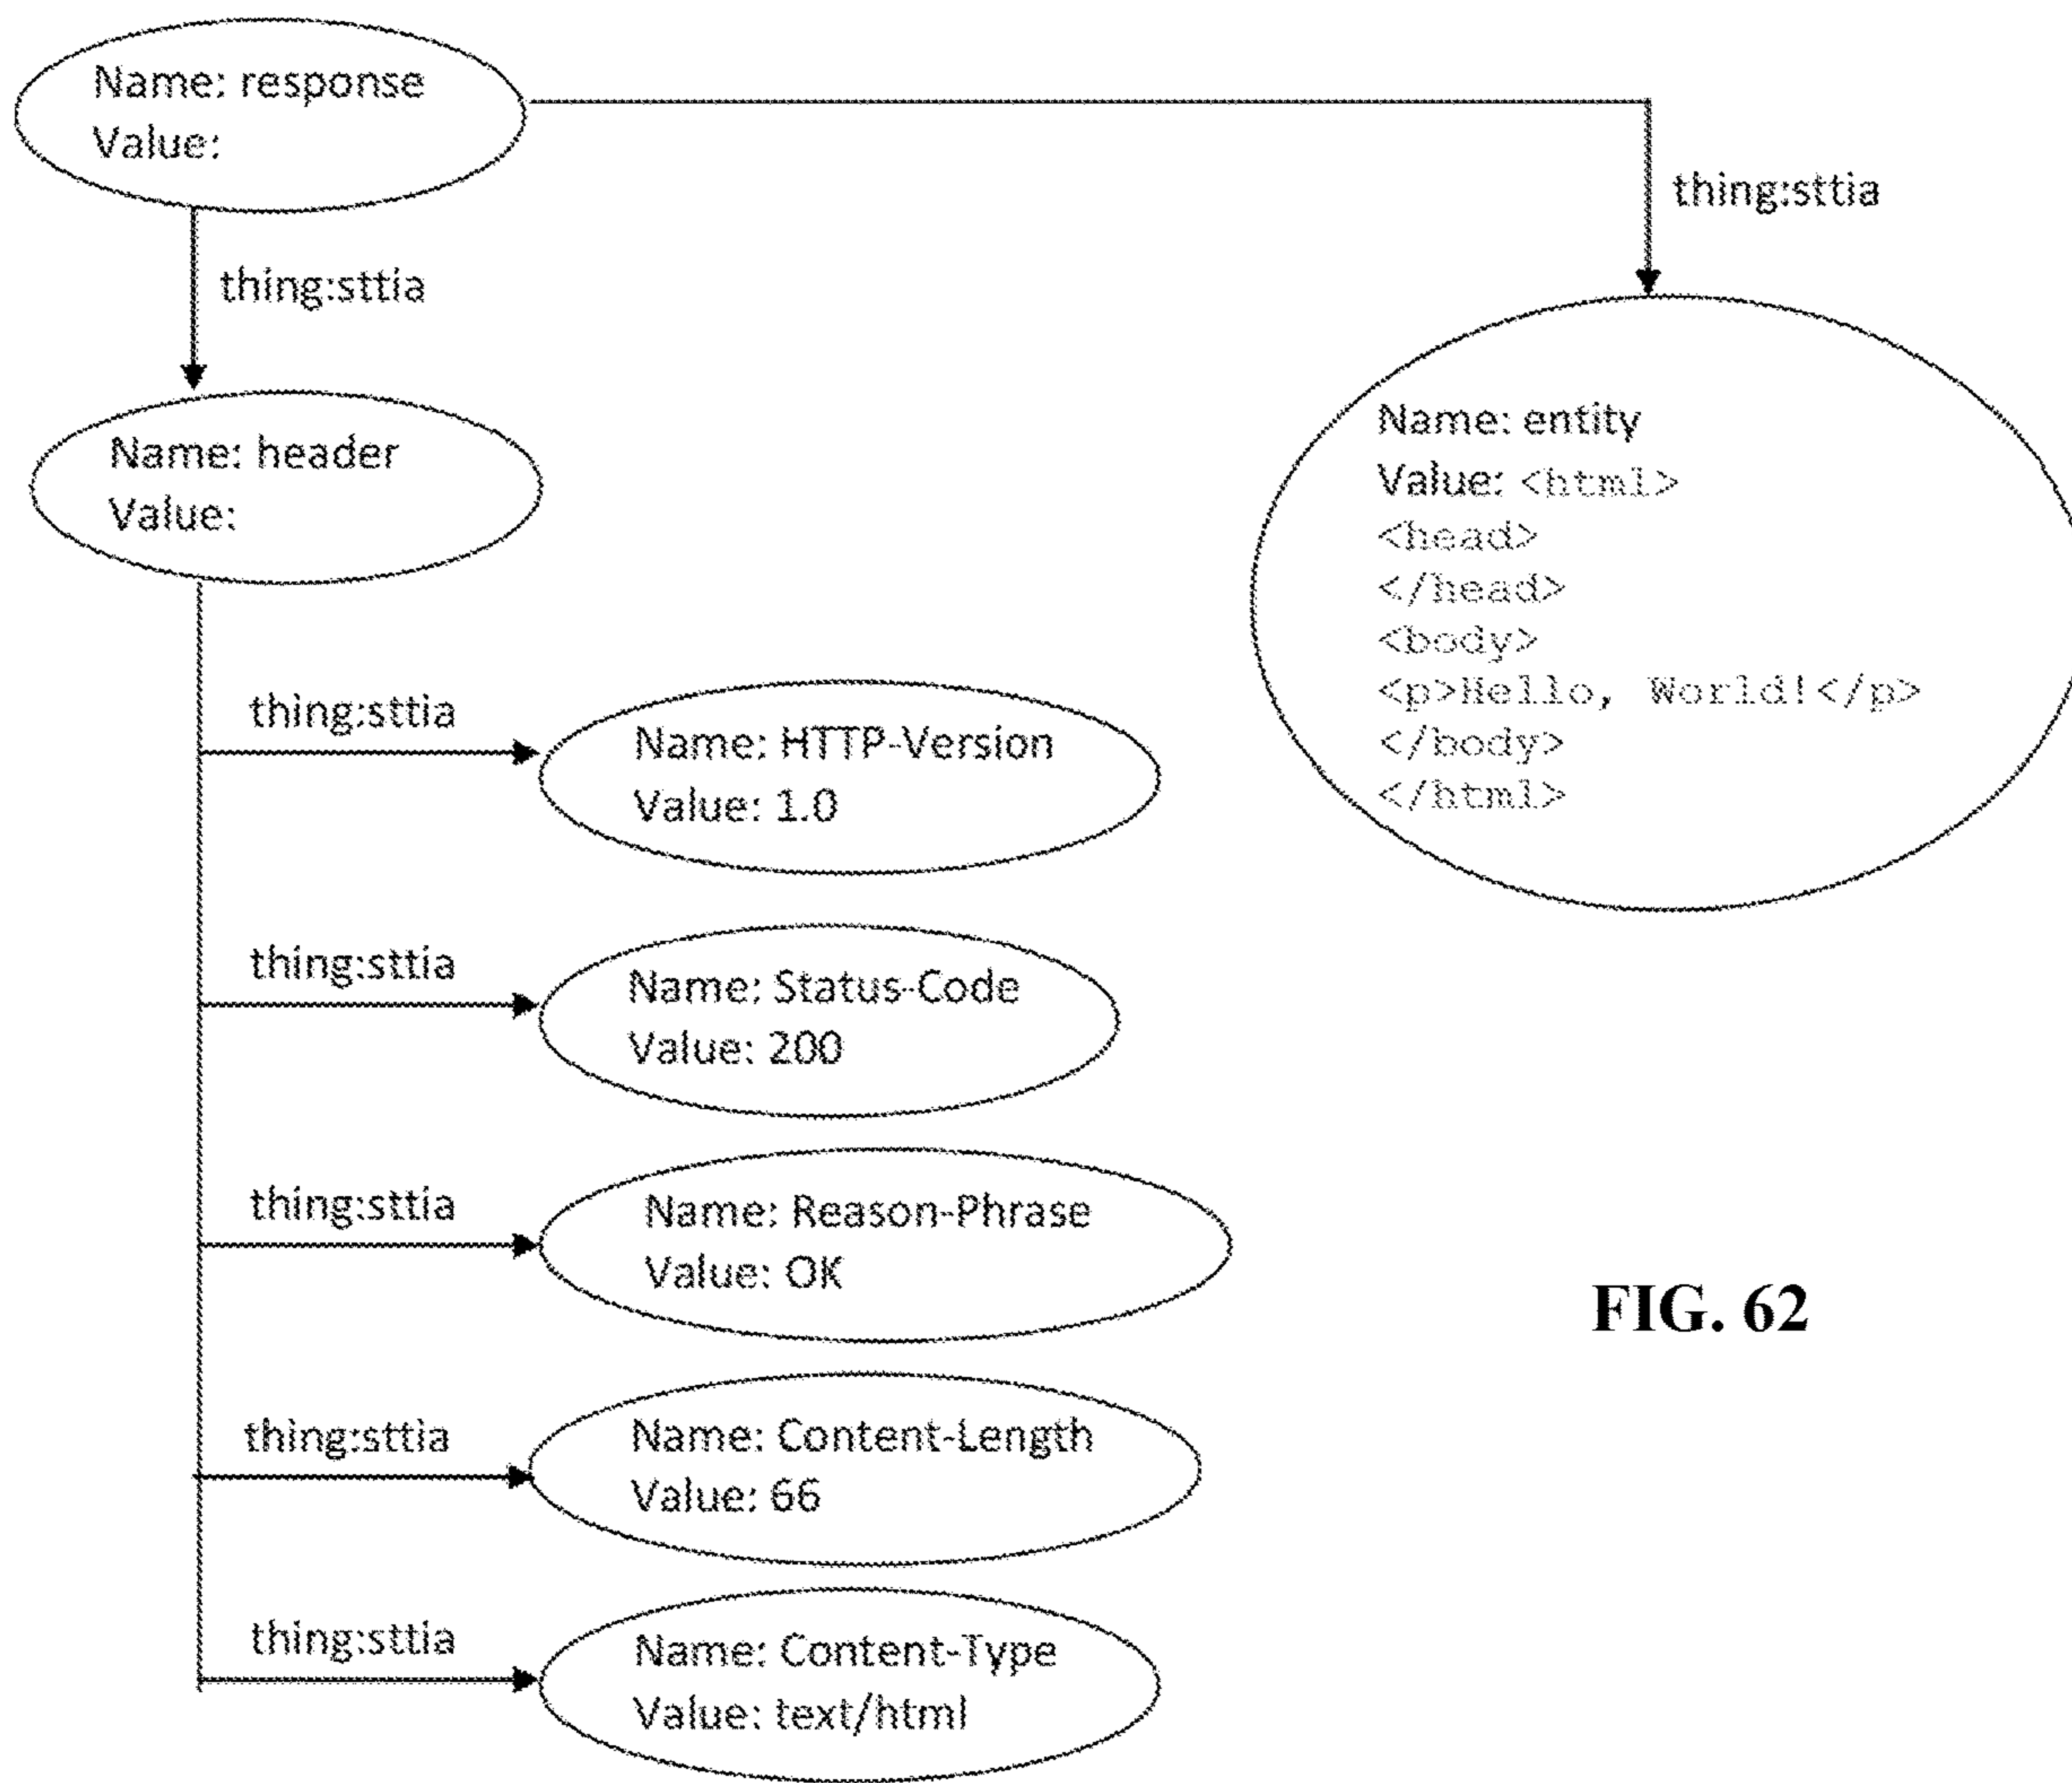 Name: response
Value:
thing:sttia
thing:sttia
Name: header
Value:
Name: entity
Value: <html>
<head>
</head>
<body>
<p>Hello, World!</p>
</body>
</html>
thing:sttia
Name: HTTP-Version
Value: 1.0
thing:sttia
Name: Status-Code
Value: 200
thing:sttia
Name: Reason-Phrase
Value: OK
FIG. 62
thing:sttia
Name: Content-Length
Value: 66
thing:sttia
Name: Content-Type
Value: text/html